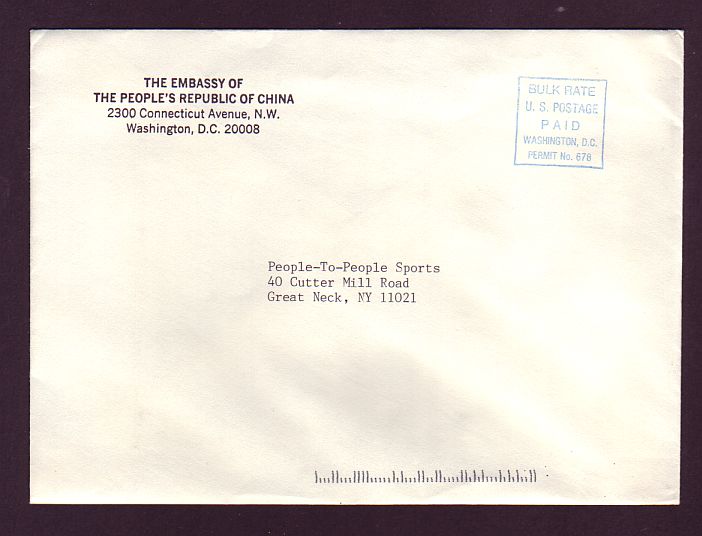 THE EMBASSY OF
THE PEOPLE'S REPUBLIC OF CHINA
2300 Connecticut Avenue, N.W.
Washington, D.C. 20008
BULK RATE
U.S. POSTAGE
PAID
WASHINGTON, D.C.
PERMIT No. 678
People-To-People Sports
40 Cutter Mill Road
Great Neck, NY 11021